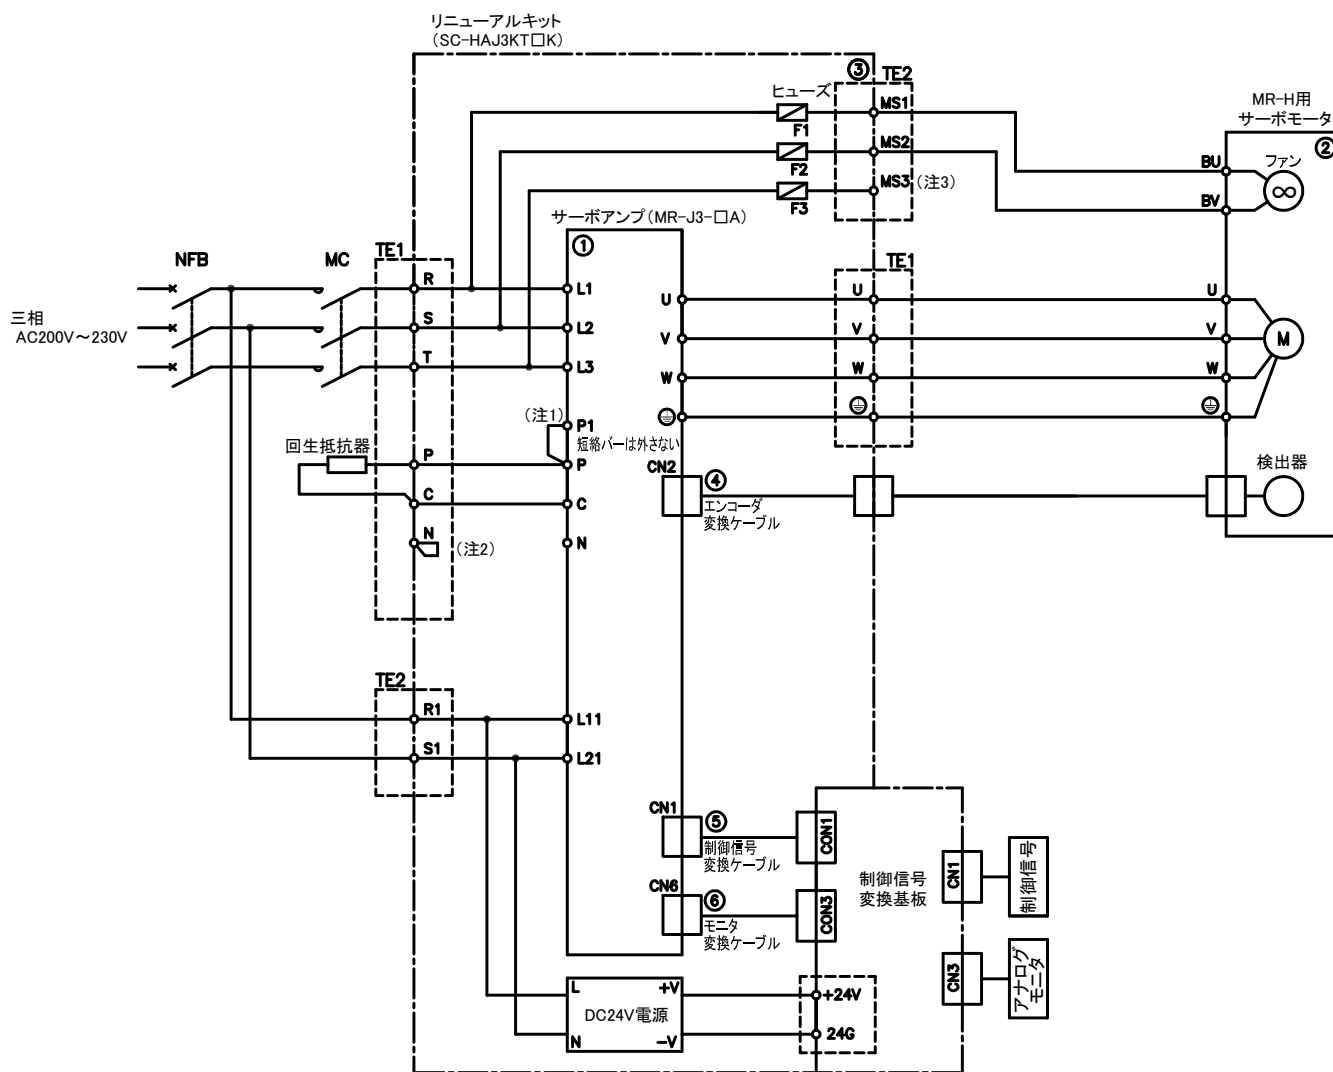 リニューアルキット
(SC-HAJ3KT□K)
③
TE2
ヒューズ
MS1
F1
MS2
F2
MS3(注3)
F3
MR-H用
サーボモータ
②
BU
ファン
BV
サーボアンプ(MR-J3-□A)
①
NFB
MC
TE1
TE1
三相
AC200V～230V
R
L1
S
L2
T
L3
U
U
U
V
V
V
M
W
W
W
(注1)
P1
短絡バーは外さない
回生抵抗器
P
P
C
C
N
(注2)
N
CN2
④
エンコーダ
変換ケーブル
検出器
TE2
R1
L11
S1
L21
CN1
⑤
制御信号
変換ケーブル
CON1
CN6
⑥
モニタ
変換ケーブル
CON3
制御信号
変換基板
CN1
制御信号
CN3
アナログ
モニタ
L
+V
DC24V電源
N
-V
+24V
24G